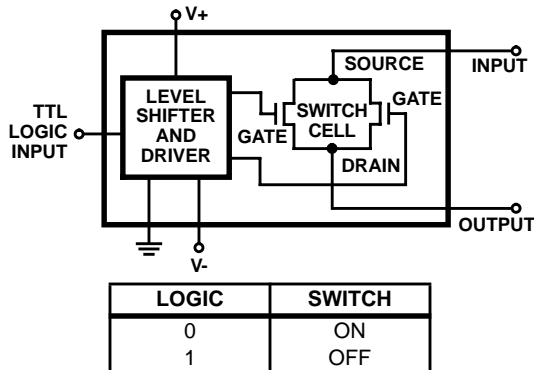 V+
SOURCE
INPUT
LEVEL
SHIFTER
AND
DRIVER
GATE
SWITCH
CELL
GATE
TTL
LOGIC
INPUT
DRAIN
OUTPUT
V-
LOGIC SWITCH
0 ON
1 OFF